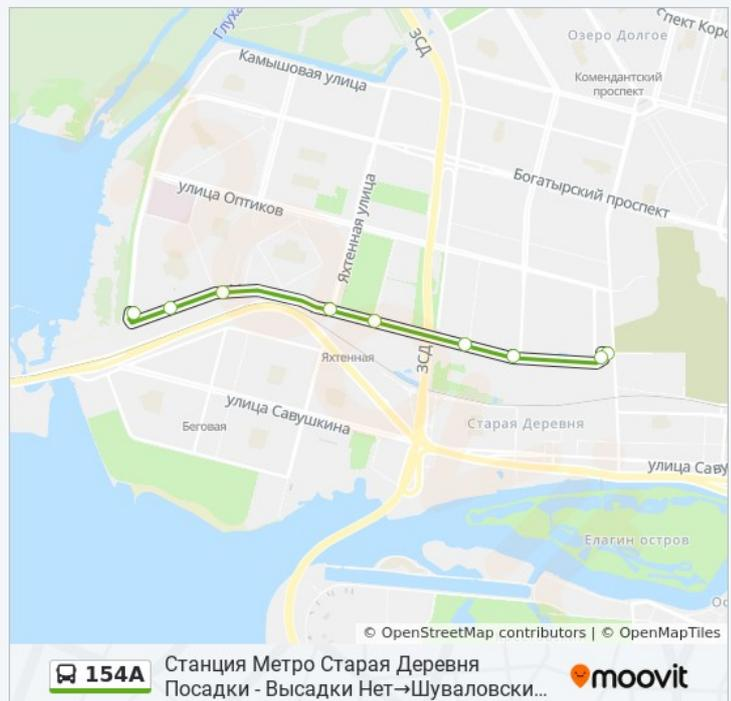 спект Коро
ЗСД
Глуха
Озеро Долгое
Камышовая улица
Комендантский
проспект
Богатырский проспект
улица Оптиков
Яхтенная улица
Яхтенная
ЗСД
улица Савушкина
Беговая
Старая Деревня
улица Саву
Елагин остров
© OpenStreetMap contributors | © OpenMapTiles
154А Станция Метро Старая Деревня
Посадки - Высадки Нет→Шуваловски…
moovit